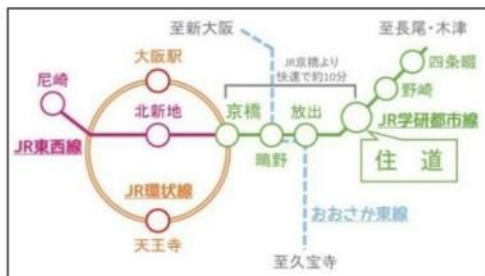 至新大阪
至長尾・木津
大阪駅
JR京橋より
快速で約10分
四条畷
尼崎
野崎
北新地
京橋
放出
JR学研都市線
JR東西線
鴫野
住道
JR環状線
おおさか東線
天王寺
至久宝寺